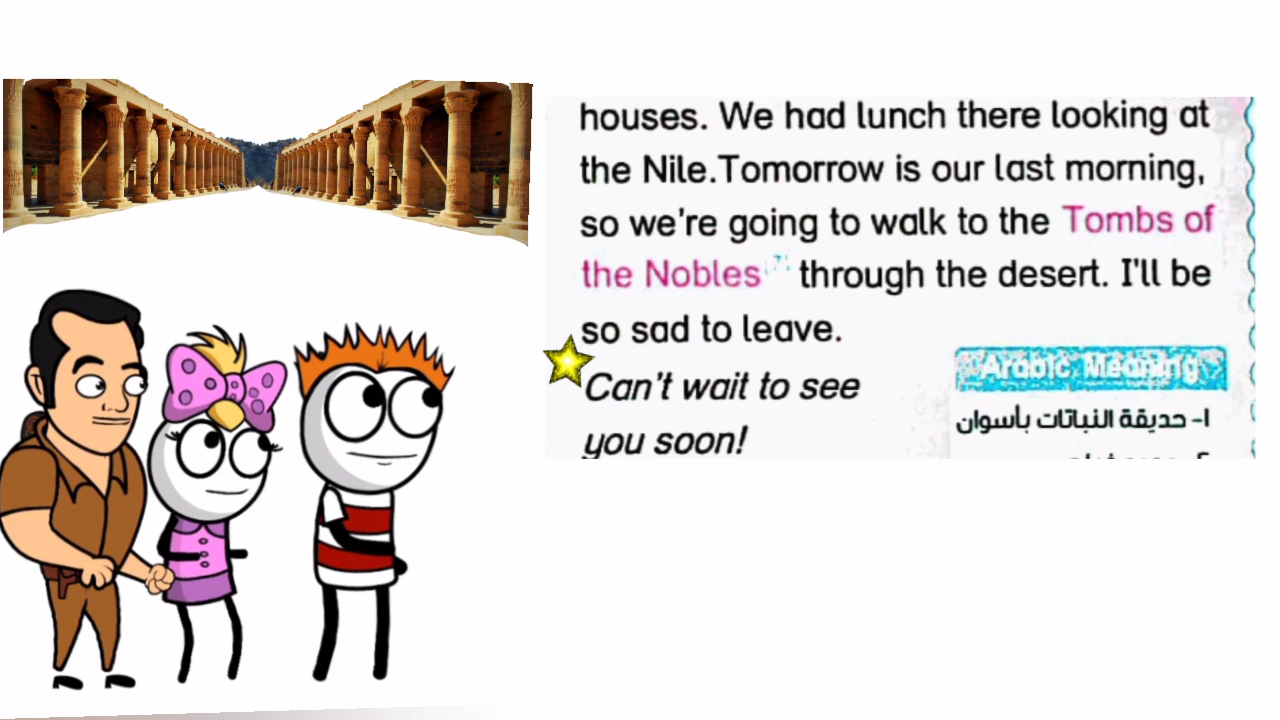 houses. We had lunch there looking at
the Nile.Tomorrow is our last morning,
so we're going to walk to the Tombs of
the Nobles through the desert. I'll be
so sad to leave.
Can't wait to see
you soon!
Arabic Meaning
١- حديقة النباتات بأسوان